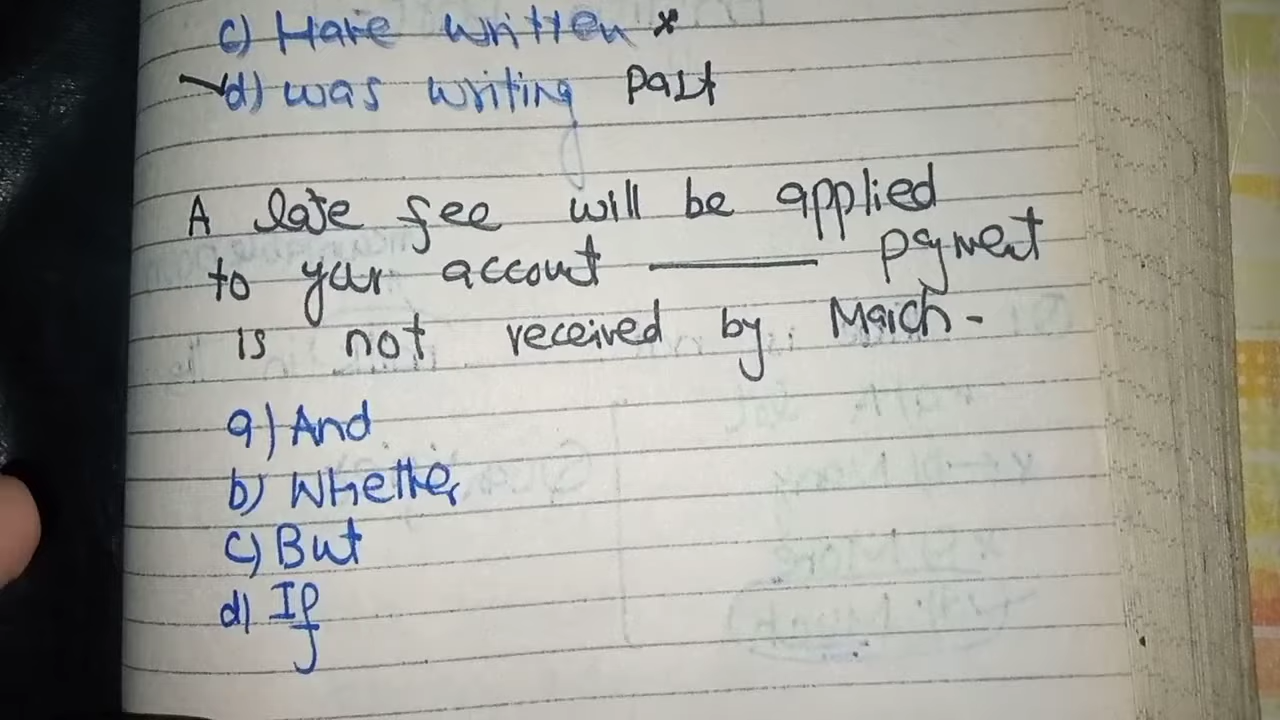 c) Have written ×
d) was writing Past
A late fee will be applied
to your account ______ payment
is not received by March -
a) And
b) Whether
c) But
d) If